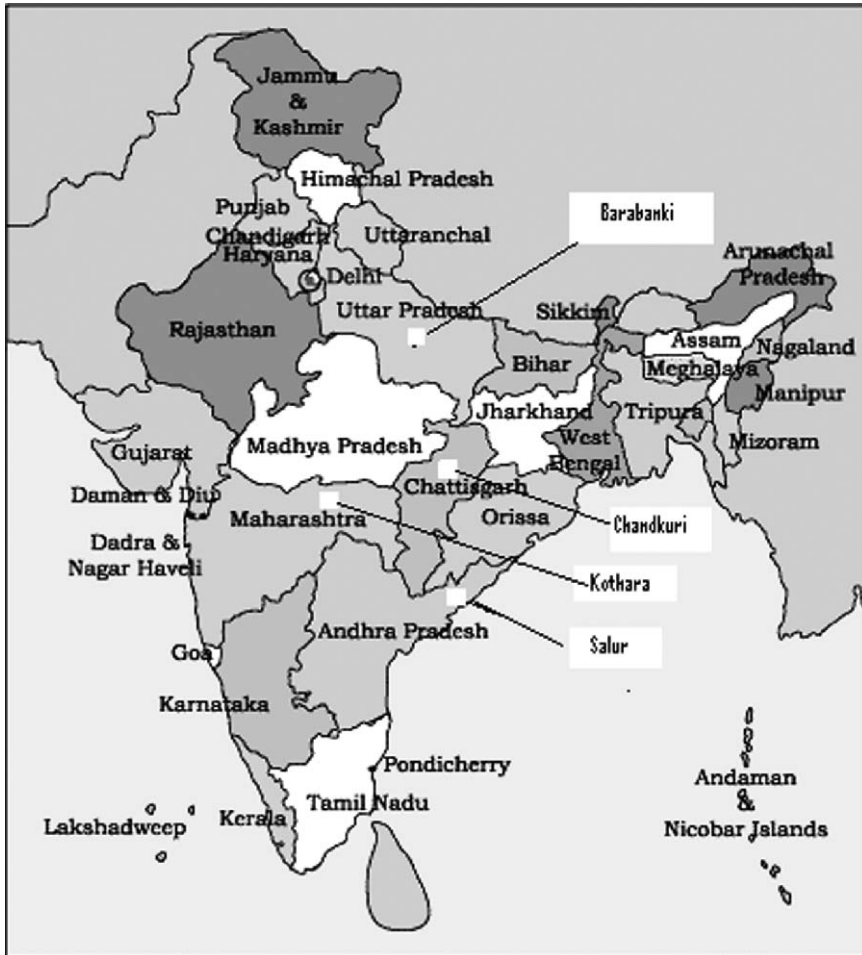 Jammu
&
Kashmir
Himachal Pradesh
Punjab
Chandigarh
Haryana
Uttaranchal
Delhi
Barabanki
Arunachal
Pradesh
Uttar Pradesh
Sikkim
Rajasthan
Assam
Nagaland
Bihar
Meghalaya
Manipur
Jharkhand
Tripura
Madhya Pradesh
West
Bengal
Mizoram
Gujarat
Chattisgarh
Daman & Diu
Maharashtra
Orissa
Chandkuri
Dadra &
Nagar Haveli
Kothara
Andhra Pradesh
Salur
Goa
Karnataka
Pondicherry
Andaman
&
Nicobar Islands
Tamil Nadu
Kerala
Lakshadweep